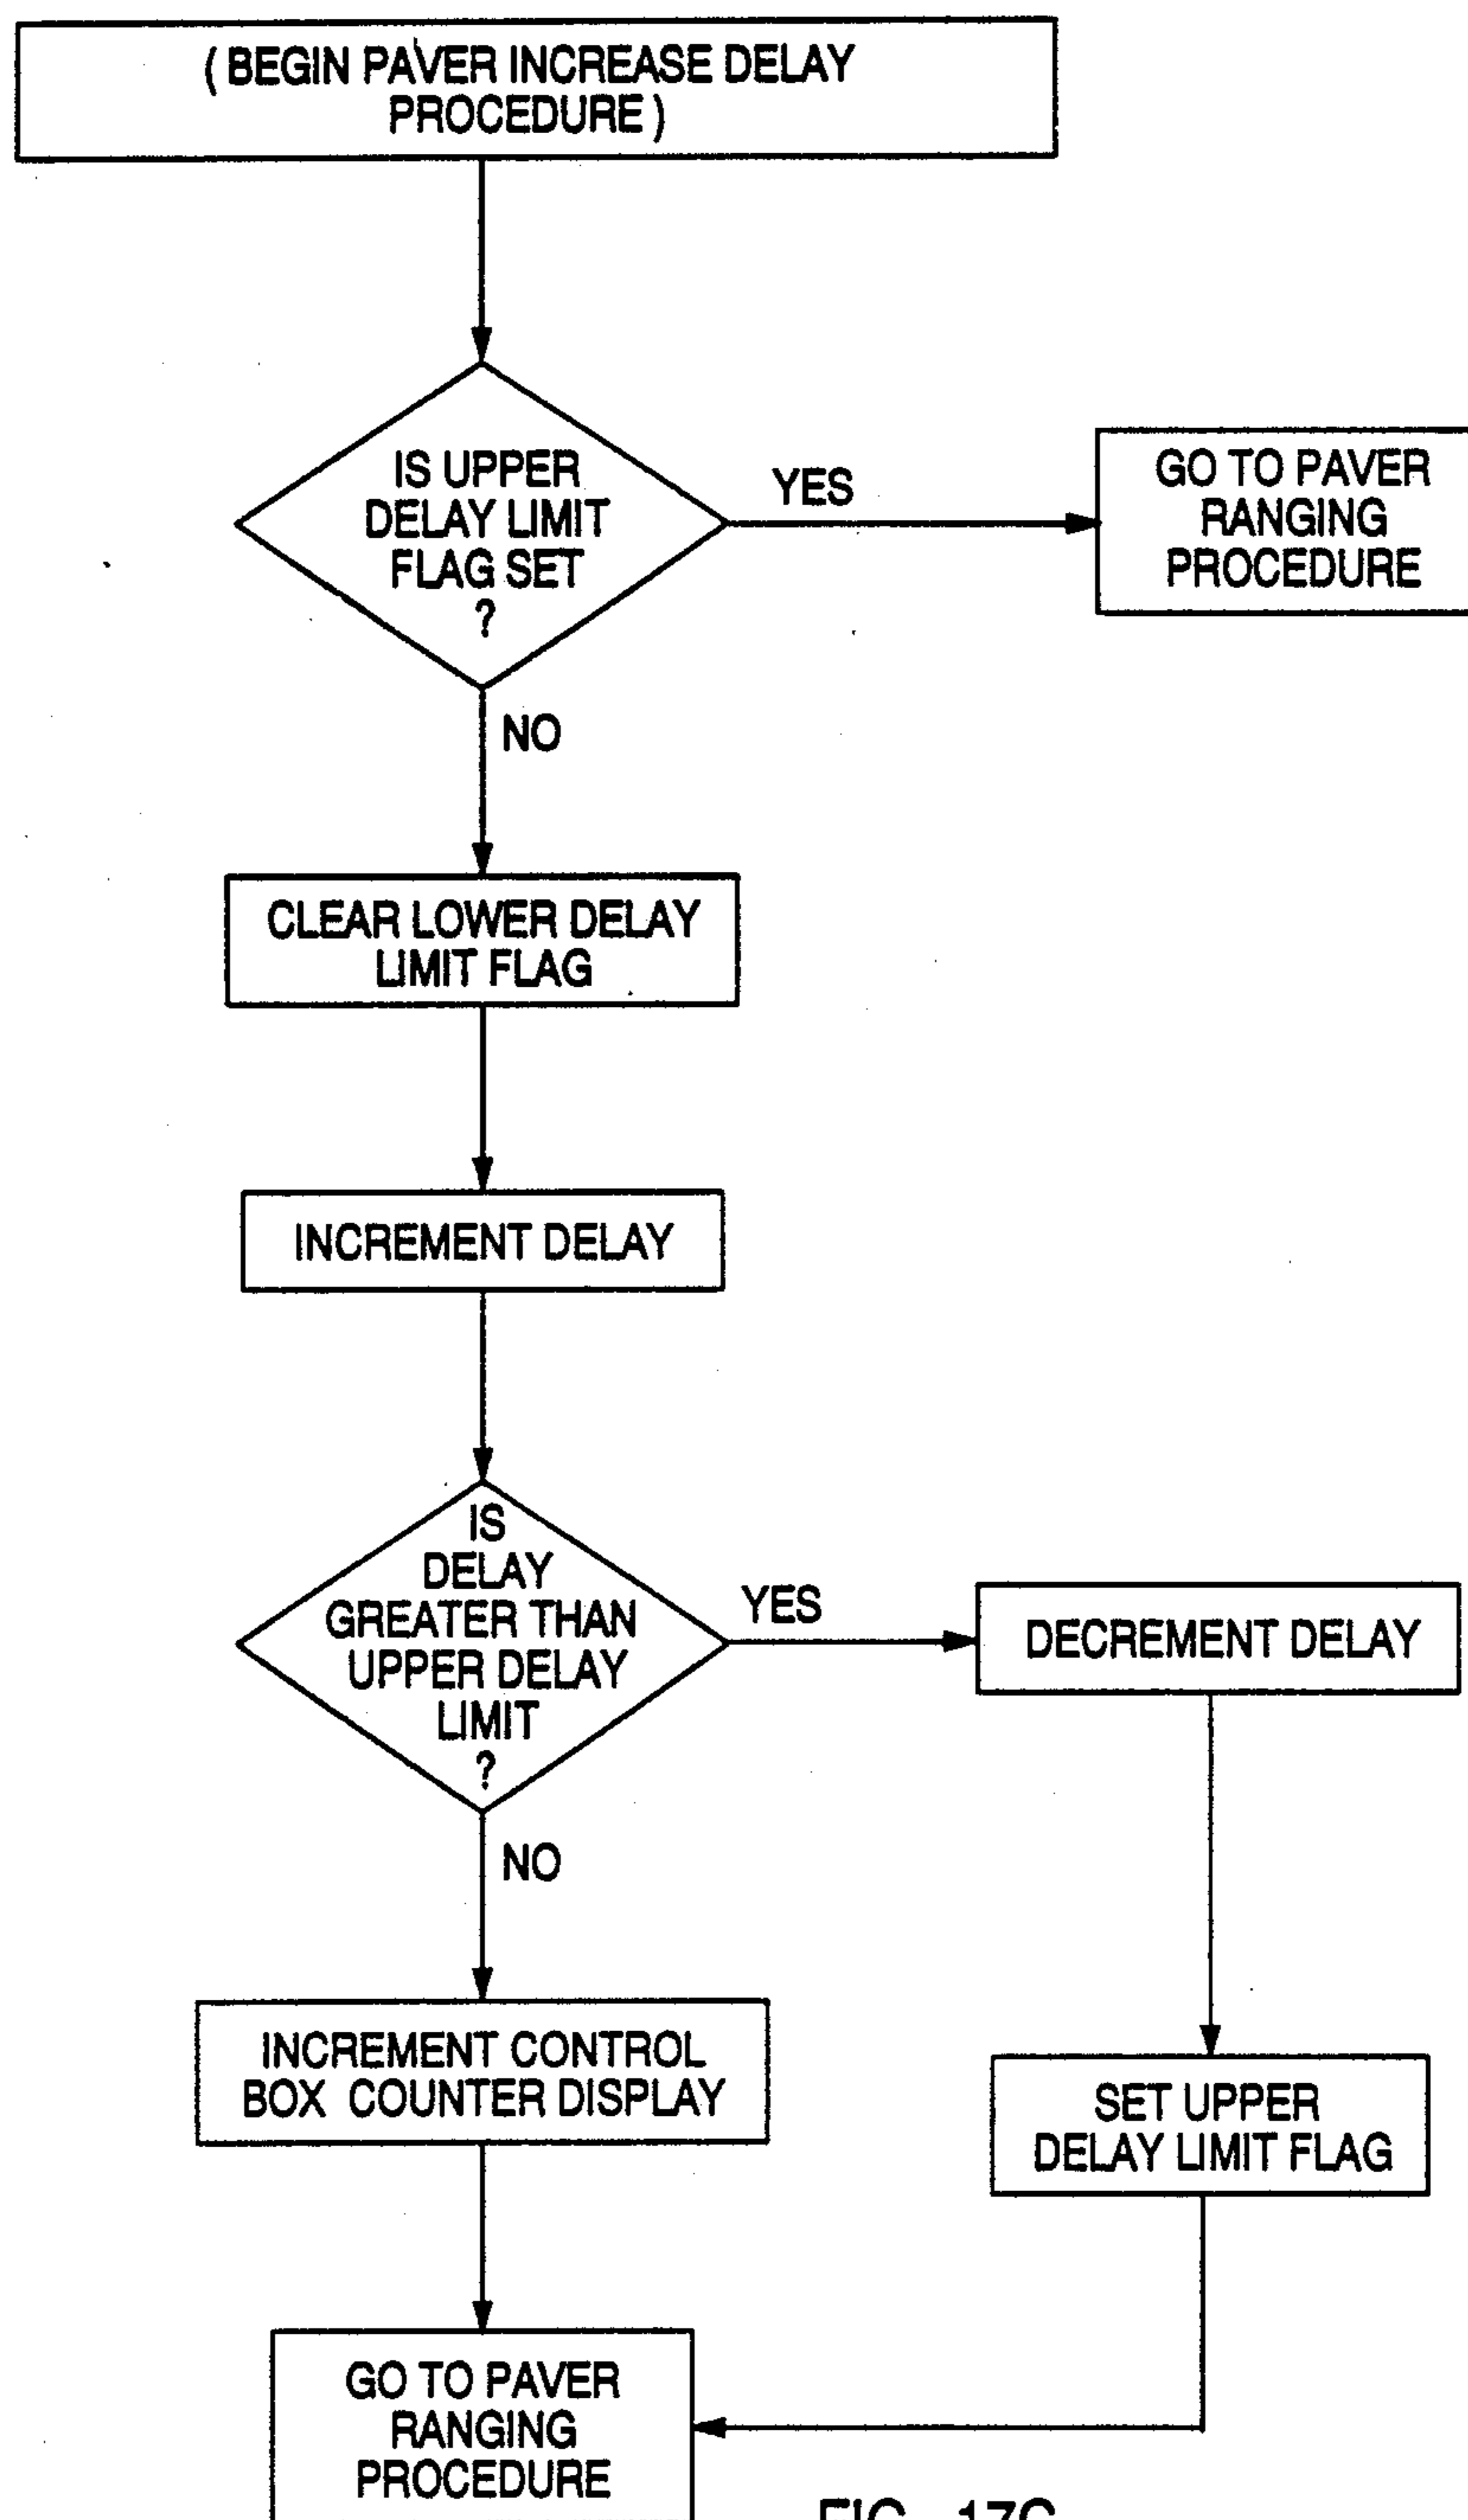 ( BEGIN PAVER INCREASE DELAY
PROCEDURE )
IS UPPER
DELAY LIMIT
FLAG SET
?
YES
GO TO PAVER
RANGING
PROCEDURE
NO
CLEAR LOWER DELAY
LIMIT FLAG
INCREMENT DELAY
IS
DELAY
GREATER THAN
UPPER DELAY
LIMIT
?
YES
DECREMENT DELAY
NO
INCREMENT CONTROL
BOX COUNTER DISPLAY
SET UPPER
DELAY LIMIT FLAG
GO TO PAVER
RANGING
PROCEDURE
FIG. 17C